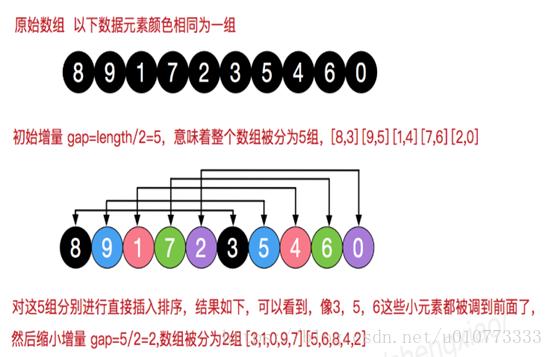 原始数组 以下数据元素颜色相同为一组
8 9 1 7 2 3 5 4 6 0
初始增量 gap=length/2=5，意味着整个数组被分为5组，[8,3][9,5][1,4][7,6][2,0]
8 9 1 7 2 3 5 4 6 0
对这5组分别进行直接插入排序，结果如下，可以看到，像3，5，6这些小元素都被调到前面了，
然后缩小增量 gap=5/2=2,数组被分为2组 [3,1,0,9,7] [5,6,8,4,2]
sdn.net/u010773333